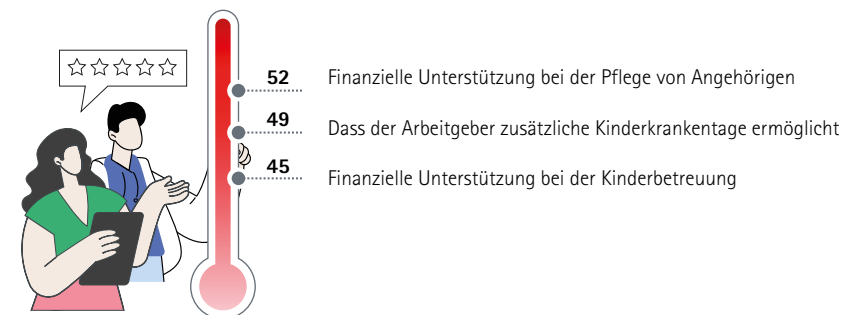 52 Finanzielle Unterstützung bei der Pflege von Angehörigen
49 Dass der Arbeitgeber zusätzliche Kinderkrankentage ermöglicht
45 Finanzielle Unterstützung bei der Kinderbetreuung